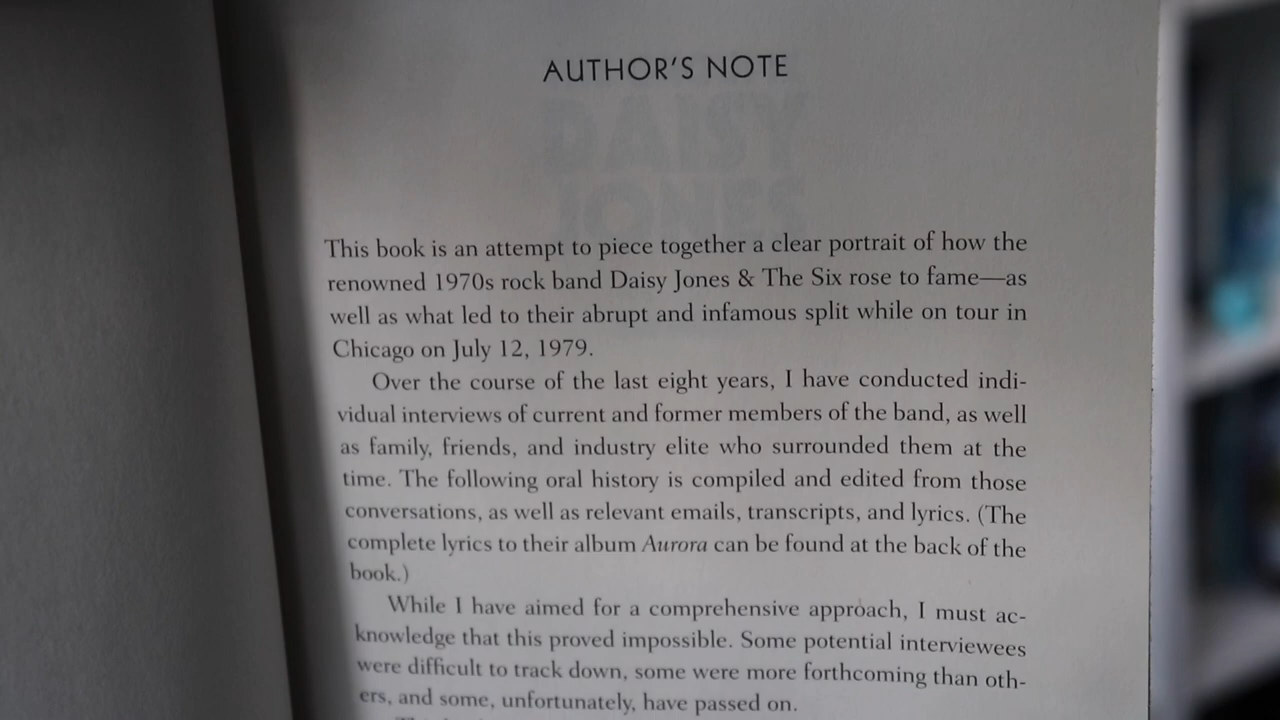 AUTHOR'S NOTE
DAISY
JONES
This book is an attempt to piece together a clear portrait of how the
renowned 1970s rock band Daisy Jones & The Six rose to fame—as
well as what led to their abrupt and infamous split while on tour in
Chicago on July 12, 1979.
Over the course of the last eight years, I have conducted indi-
vidual interviews of current and former members of the band, as well
as family, friends, and industry elite who surrounded them at the
time. The following oral history is compiled and edited from those
conversations, as well as relevant emails, transcripts, and lyrics. (The
complete lyrics to their album Aurora can be found at the back of the
book.)
While I have aimed for a comprehensive approach, I must ac-
knowledge that this proved impossible. Some potential interviewees
were difficult to track down, some were more forthcoming than oth-
ers, and some, unfortunately, have passed on.